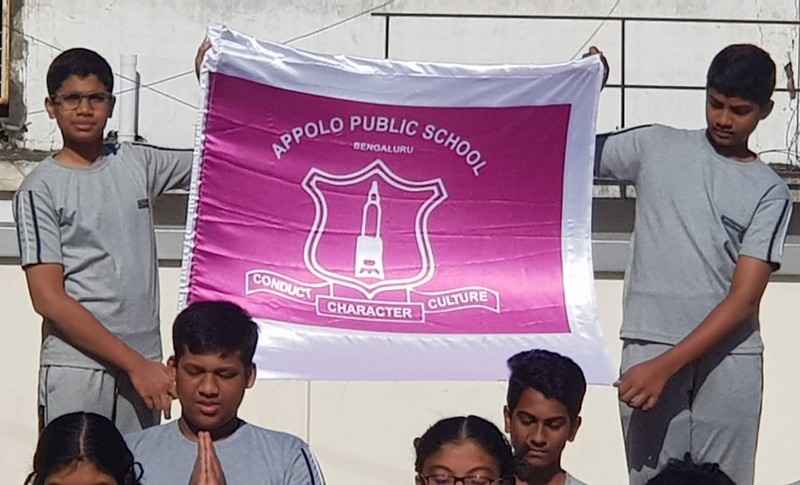 APPOLO PUBLIC SCHOOL
BENGALURU
CONDUCT
CHARACTER
CULTURE